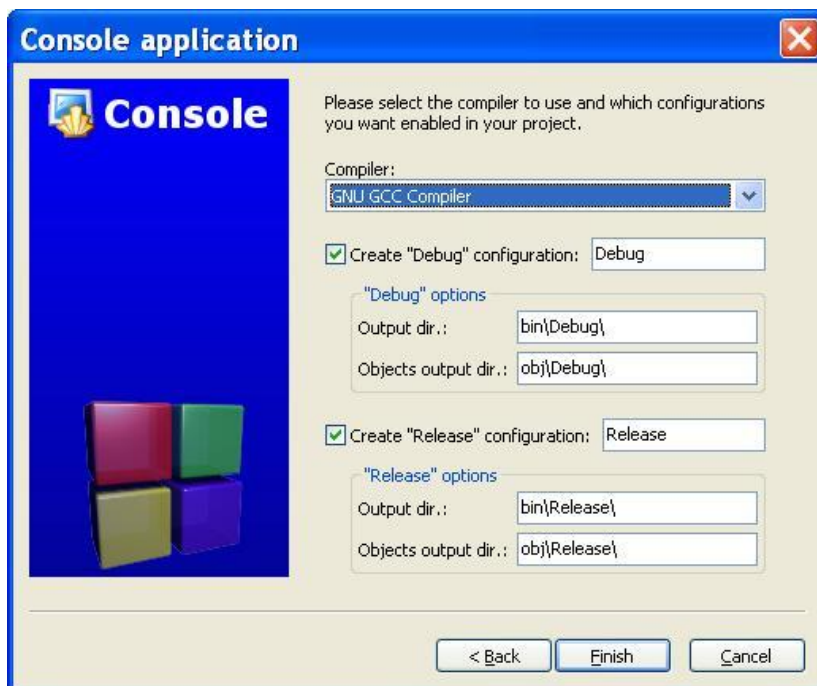 Console application
Console
Please select the compiler to use and which configurations
you want enabled in your project.
Compiler:
GNU GCC Compiler
Create "Debug" configuration: Debug
"Debug" options
Output dir.: bin\Debug\
Objects output dir.: obj\Debug\
Create "Release" configuration: Release
"Release" options
Output dir.: bin\Release\
Objects output dir.: obj\Release\
< Back Finish Cancel